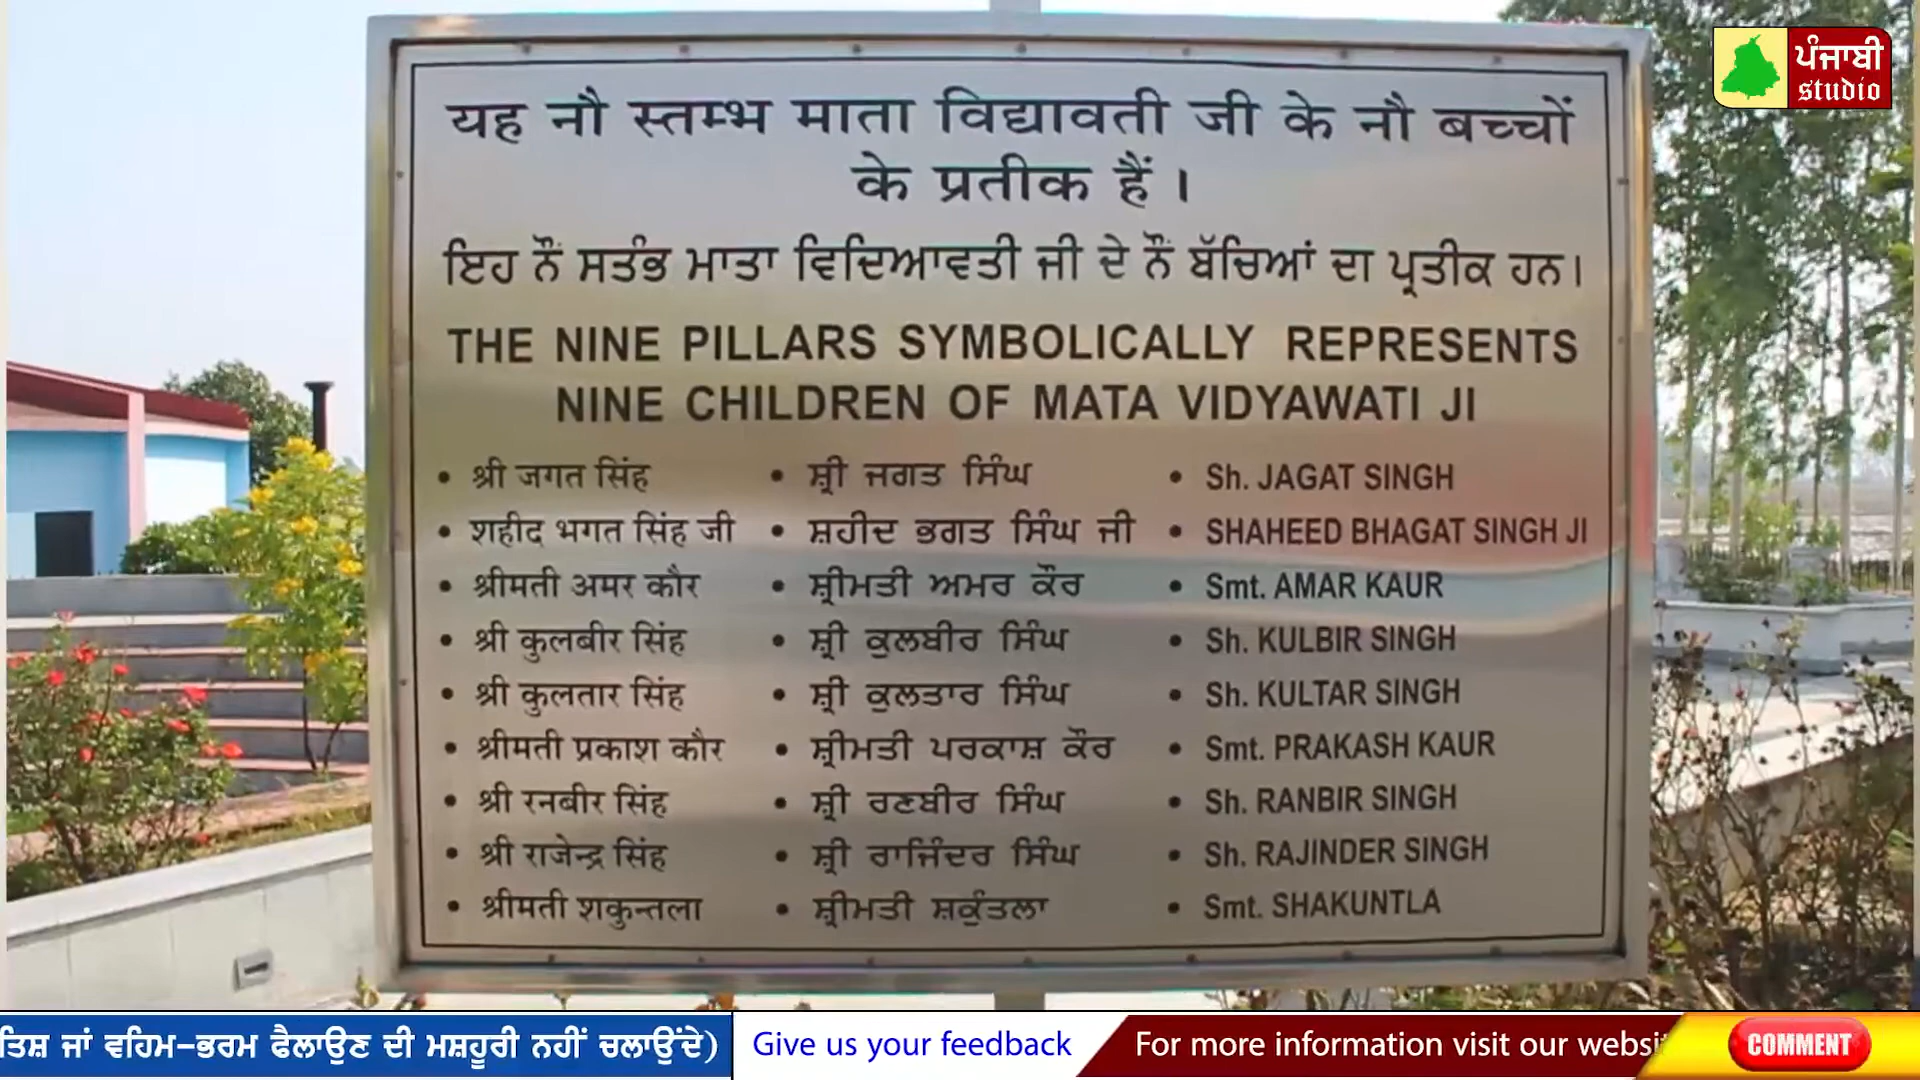 ਪੰਜਾਬੀ
studio
यह नौ स्तम्भ माता विद्यावती जी के नौ बच्चों
के प्रतीक हैं।
ਇਹ ਨੌਂ ਸਤੰਭ ਮਾਤਾ ਵਿਦਿਆਵਤੀ ਜੀ ਦੇ ਨੌਂ ਬੱਚਿਆਂ ਦਾ ਪ੍ਰਤੀਕ ਹਨ।
THE NINE PILLARS SYMBOLICALLY REPRESENTS
NINE CHILDREN OF MATA VIDYAWATI JI
• श्री जगत सिंह • ਸ਼੍ਰੀ ਜਗਤ ਸਿੰਘ • Sh. JAGAT SINGH
• शहीद भगत सिंह जी • ਸ਼ਹੀਦ ਭਗਤ ਸਿੰਘ ਜੀ • SHAHEED BHAGAT SINGH JI
• श्रीमती अमर कौर • ਸ਼੍ਰੀਮਤੀ ਅਮਰ ਕੌਰ • Smt. AMAR KAUR
• श्री कुलबीर सिंह • ਸ਼੍ਰੀ ਕੁਲਬੀਰ ਸਿੰਘ • Sh. KULBIR SINGH
• श्री कुलतार सिंह • ਸ਼੍ਰੀ ਕੁਲਤਾਰ ਸਿੰਘ • Sh. KULTAR SINGH
• श्रीमती प्रकाश कौर • ਸ਼੍ਰੀਮਤੀ ਪਰਕਾਸ਼ ਕੌਰ • Smt. PRAKASH KAUR
• श्री रनबीर सिंह • ਸ਼੍ਰੀ ਰਣਬੀਰ ਸਿੰਘ • Sh. RANBIR SINGH
• श्री राजेन्द्र सिंह • ਸ਼੍ਰੀ ਰਾਜਿੰਦਰ ਸਿੰਘ • Sh. RAJINDER SINGH
• श्रीमती शकुन्तला • ਸ਼੍ਰੀਮਤੀ ਸ਼ਕੁੰਤਲਾ • Smt. SHAKUNTLA
ਜਾਂ ਵਹਿਮ-ਭਰਮ ਫੈਲਾਉਣ ਦੀ ਮਸ਼ਹੂਰੀ ਨਹੀਂ ਚਲਾਉਂਦੇ) Give us your feedback For more information visit our COMMENT